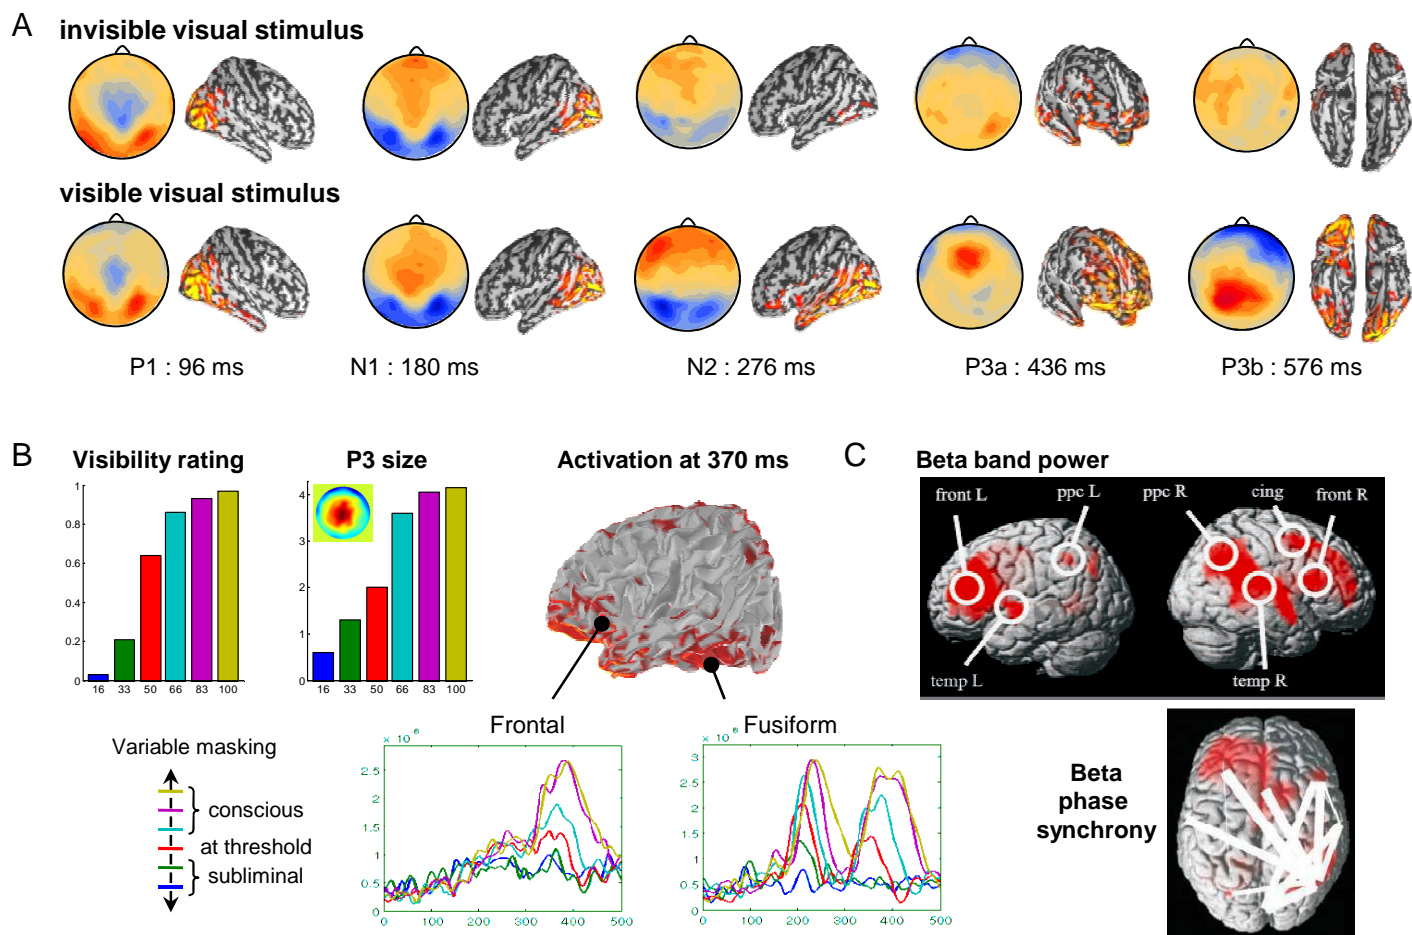 A
invisible visual stimulus
visible visual stimulus
P1 : 96 ms
N1 : 180 ms
N2 : 276 ms
P3a : 436 ms
P3b : 576 ms
B
Visibility rating
1
0.8
0.6
0.4
0.2
0
16 33 50 66 83 100
P3 size
4
3
2
1
0
16 33 50 66 83 100
Activation at 370 ms
Variable masking
conscious
at threshold
subliminal
Frontal
× 10⁶
2.5
2
1.5
1
0.5
0
0 100 200 300 400 500
Fusiform
× 10⁶
3
2.5
2
1.5
1
0.5
0
0 100 200 300 400 500
C
Beta band power
front L
ppc L
ppc R
cing
front R
temp L
temp R
Beta
phase
synchrony